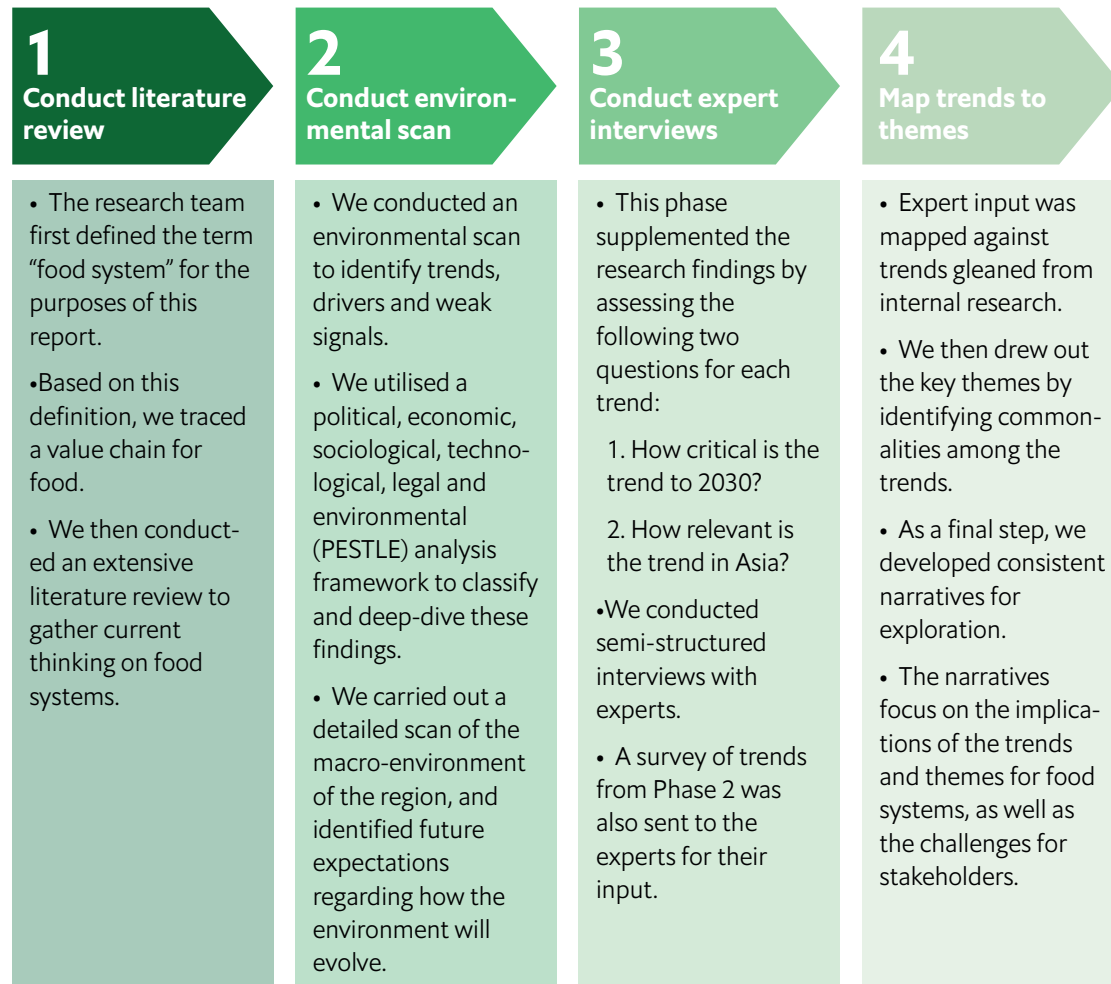 1
Conduct literature
review
• The research team
first defined the term
“food system” for the
purposes of this
report.
•Based on this
definition, we traced
a value chain for
food.
• We then conduct-
ed an extensive
literature review to
gather current
thinking on food
systems.
2
Conduct environ-
mental scan
• We conducted an
environmental scan
to identify trends,
drivers and weak
signals.
• We utilised a
political, economic,
sociological, techno-
logical, legal and
environmental
(PESTLE) analysis
framework to classify
and deep-dive these
findings.
• We carried out a
detailed scan of the
macro-environment
of the region, and
identified future
expectations
regarding how the
environment will
evolve.
3
Conduct expert
interviews
• This phase
supplemented the
research findings by
assessing the
following two
questions for each
trend:
1. How critical is the
trend to 2030?
2. How relevant is
the trend in Asia?
•We conducted
semi-structured
interviews with
experts.
• A survey of trends
from Phase 2 was
also sent to the
experts for their
input.
4
Map trends to
themes
• Expert input was
mapped against
trends gleaned from
internal research.
• We then drew out
the key themes by
identifying common-
alities among the
trends.
• As a final step, we
developed consistent
narratives for
exploration.
• The narratives
focus on the implica-
tions of the trends
and themes for food
systems, as well as
the challenges for
stakeholders.